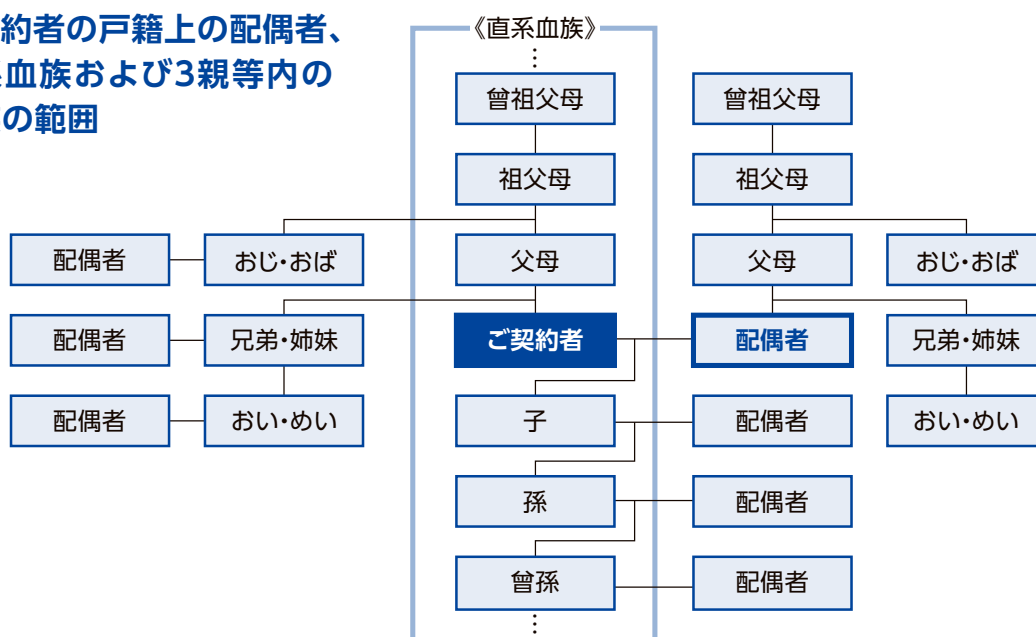 約者の戸籍上の配偶者、
血族および3親等内の
の範囲
《直系血族》
曾祖父母
曾祖父母
祖父母
祖父母
配偶者
おじ・おば
父母
父母
おじ・おば
配偶者
兄弟・姉妹
ご契約者
配偶者
兄弟・姉妹
配偶者
おい・めい
子
配偶者
おい・めい
孫
配偶者
曾孫
配偶者